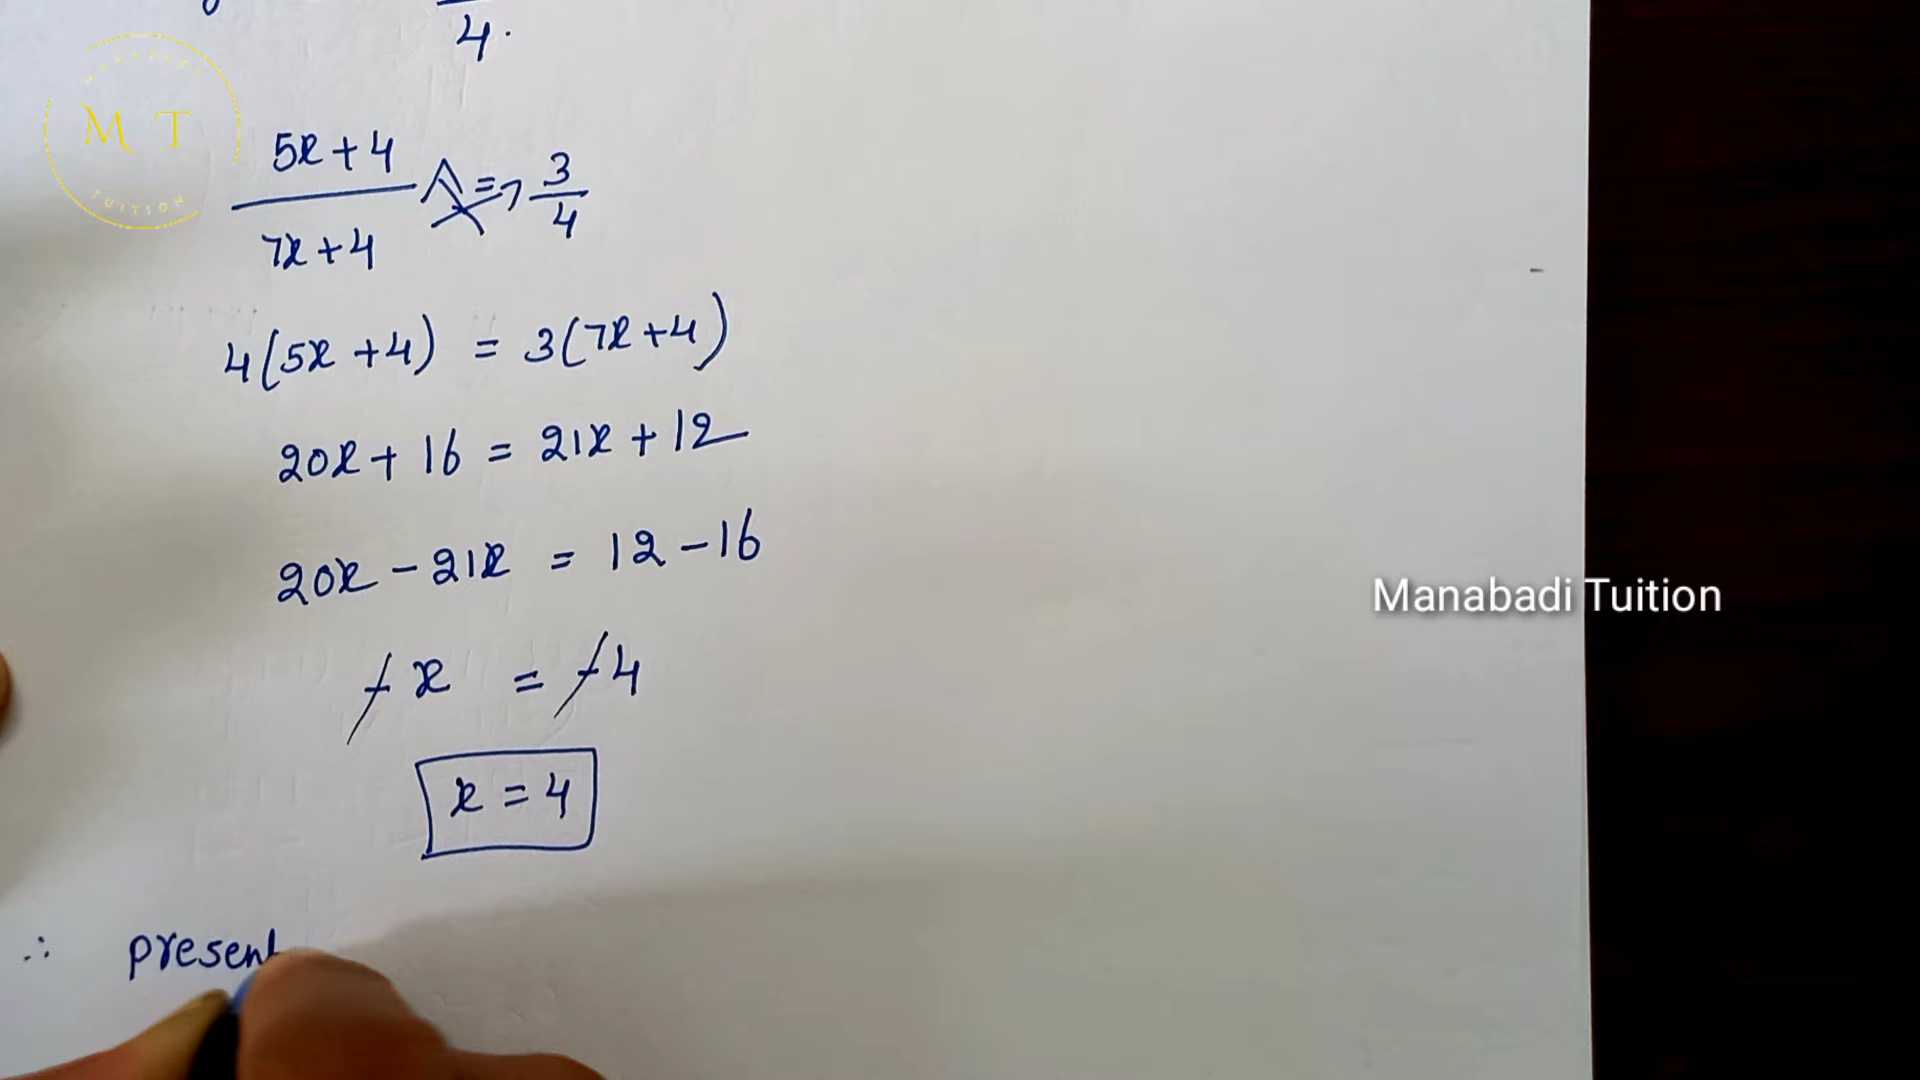 4.
M T
TUITION
5x + 4 / 7x + 4 = 3 / 4
4(5x + 4) = 3(7x + 4)
20x + 16 = 21x + 12
20x - 21x = 12 - 16
Manabadi Tuition
- x = - 4
x = 4
∴ present